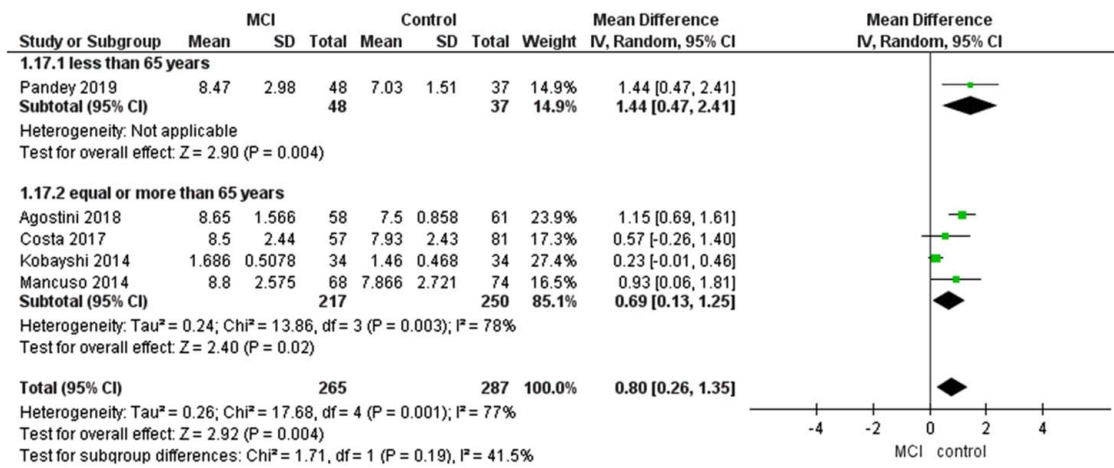 MCI Control Mean Difference Mean Difference
Study or Subgroup Mean SD Total Mean SD Total Weight IV, Random, 95% CI IV, Random, 95% CI
1.17.1 less than 65 years
Pandey 2019 8.47 2.98 48 7.03 1.51 37 14.9% 1.44 [0.47, 2.41]
Subtotal (95% CI) 48 37 14.9% 1.44 [0.47, 2.41]
Heterogeneity: Not applicable
Test for overall effect: Z = 2.90 (P = 0.004)
1.17.2 equal or more than 65 years
Agostini 2018 8.65 1.566 58 7.5 0.858 61 23.9% 1.15 [0.69, 1.61]
Costa 2017 8.5 2.44 57 7.93 2.43 81 17.3% 0.57 [-0.26, 1.40]
Kobayshi 2014 1.686 0.5078 34 1.46 0.468 34 27.4% 0.23 [-0.01, 0.46]
Mancuso 2014 8.8 2.575 68 7.866 2.721 74 16.5% 0.93 [0.06, 1.81]
Subtotal (95% CI) 217 250 85.1% 0.69 [0.13, 1.25]
Heterogeneity: Tau² = 0.24; Chi² = 13.86, df = 3 (P = 0.003); I² = 78%
Test for overall effect: Z = 2.40 (P = 0.02)
Total (95% CI) 265 287 100.0% 0.80 [0.26, 1.35]
Heterogeneity: Tau² = 0.26; Chi² = 17.68, df = 4 (P = 0.001); I² = 77%
Test for overall effect: Z = 2.92 (P = 0.004)
Test for subgroup differences: Chi² = 1.71, df = 1 (P = 0.19), I² = 41.5%
-4 -2 0 2 4
MCI control